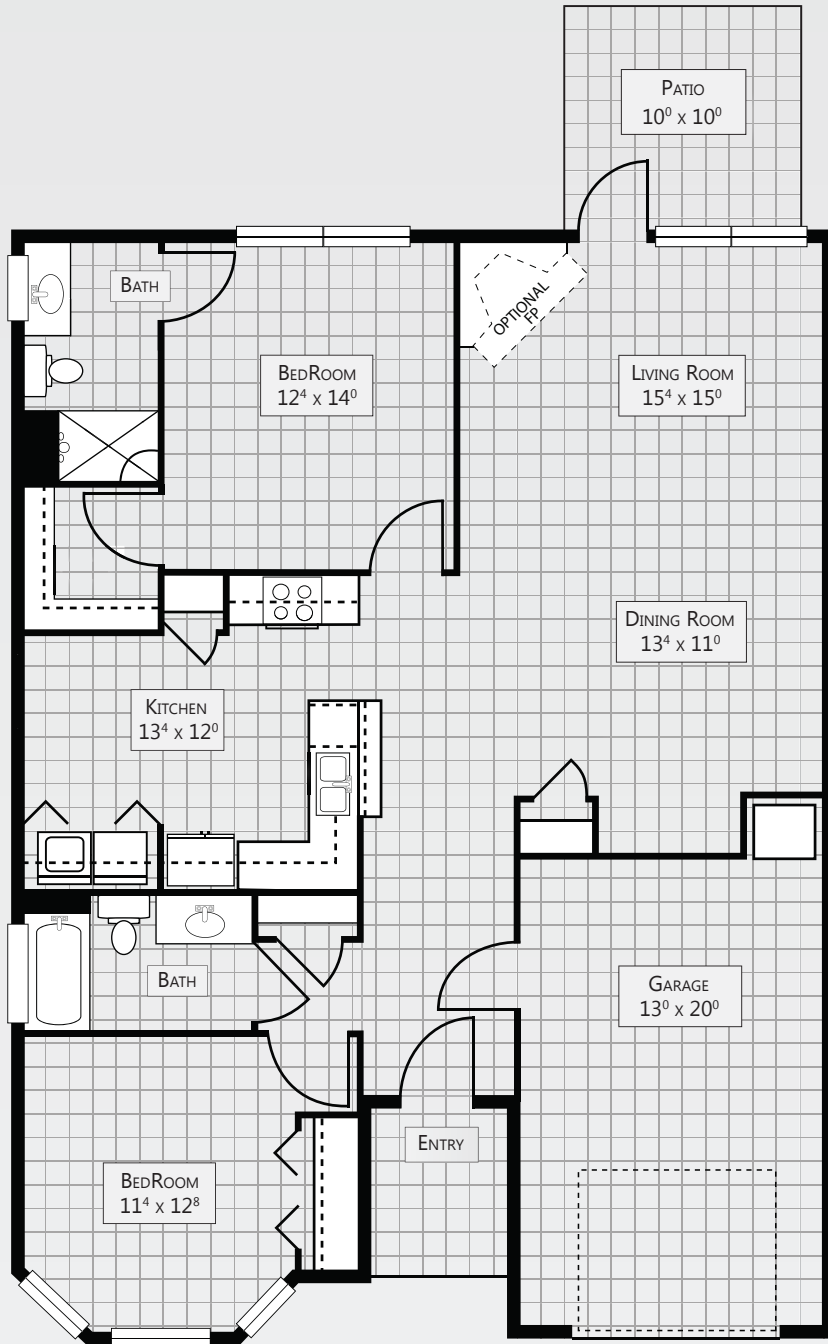 Patio
10⁰ x 10⁰
Bath
OPTIONAL
FP
BedRoom
12⁴ x 14⁰
Living Room
15⁴ x 15⁰
Dining Room
13⁴ x 11⁰
Kitchen
13⁴ x 12⁰
Bath
Garage
13⁰ x 20⁰
Entry
BedRoom
11⁴ x 12⁸